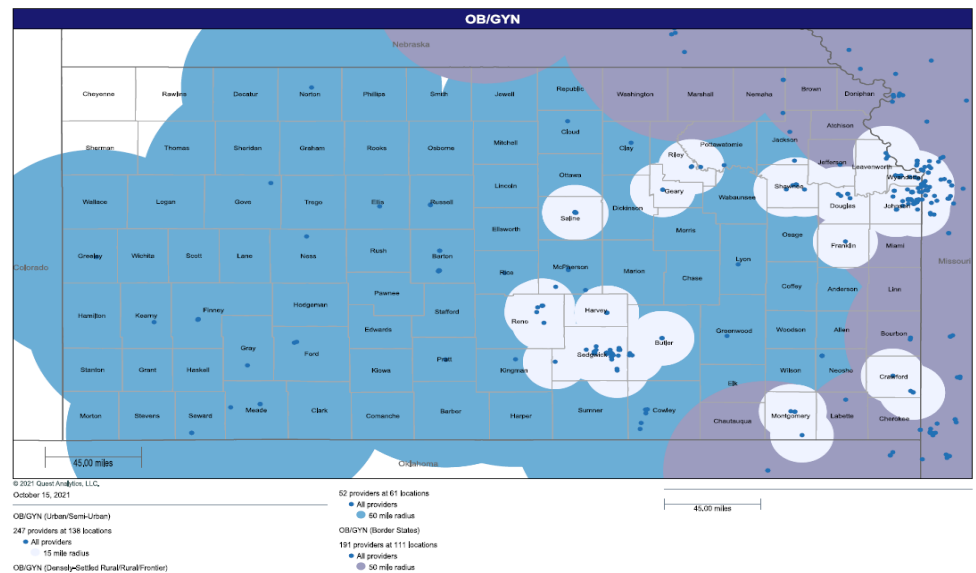 OB/GYN
Nebraska
Cheyenne Rawlins Decatur Norton Phillips Smith Jewell Republic Washington Marshall Nemaha Brown Doniphan
Sherman Thomas Sheridan Graham Rooks Osborne Mitchell Cloud Clay Riley Pottawatomie Jackson Atchison
Jefferson Leavenworth
Wallace Logan Gove Trego Ellis Russell Lincoln Ottawa Dickinson Geary Wabaunsee Shawnee Douglas Johnson
Ellsworth Saline Morris Osage Franklin Miami
Colorado Greeley Wichita Scott Lane Ness Rush Barton Rice McPherson Marion Chase Lyon Coffey Anderson Linn Missouri
Hamilton Kearny Finney Hodgeman Pawnee Stafford Reno Harvey
Gray Ford Edwards Sedgwick Butler Greenwood Woodson Allen Bourbon
Stanton Grant Haskell Kiowa Pratt Kingman Elk Wilson Neosho Crawford
Morton Stevens Seward Meade Clark Comanche Barber Harper Sumner Cowley Chautauqua Montgomery Labette Cherokee
45.00 miles
Oklahoma
© 2021 Quest Analytics, LLC.
October 15, 2021
OB/GYN (Urban/Semi-Urban)
247 providers at 138 locations
All providers
15 mile radius
OB/GYN (Densely-Settled Rural/Rural/Frontier)
52 providers at 61 locations
All providers
60 mile radius
OB/GYN (Border States)
191 providers at 111 locations
All providers
50 mile radius
45.00 miles